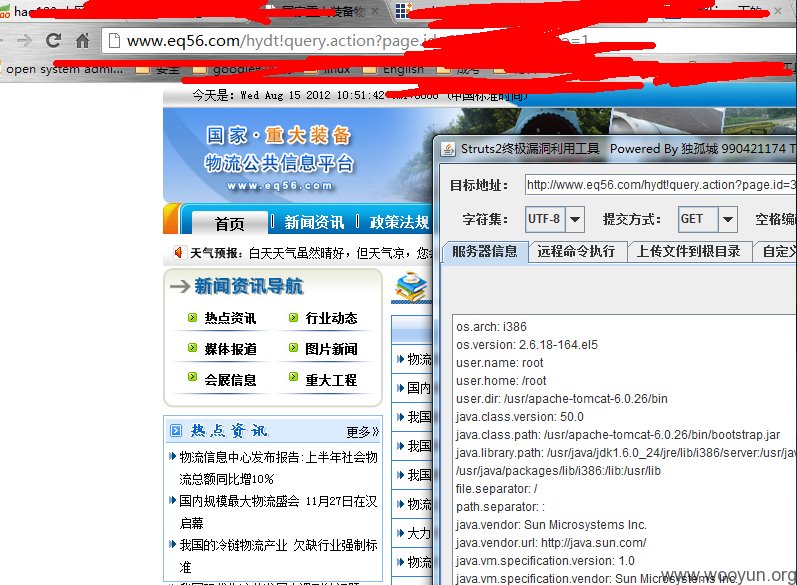 www.eq56.com/hydt!query.action?page.id
=1
open system admi...
安全
linux
English
今天是: Wed Aug 15 2012 10:51:42
(中国标准时间)
国家·重大装备
物流公共信息平台
www.eq56.com
首页
新闻资讯
政策法规
天气预报: 白天天气虽然晴好，但天气凉，您
新闻资讯导航
热点资讯
行业动态
媒体报道
图片新闻
会展信息
重大工程
热点资讯
更多》
物流信息中心发布报告:上半年社会物
流总额同比增10%
国内规模最大物流盛会 11月27日在汉
启幕
我国的冷链物流产业 欠缺行业强制标
准
物流
国内
我国
我国
我国
物流
大力
物流
Struts2终极漏洞利用工具 Powered By 独孤城 990421174 T
目标地址:
http://www.eq56.com/hydt!query.action?page.id=3
字符集:
UTF-8
提交方式:
GET
空格编
服务器信息
远程命令执行
上传文件到根目录
自定义
os.arch: i386
os.version: 2.6.18-164.el5
user.name: root
user.home: /root
user.dir: /usr/apache-tomcat-6.0.26/bin
java.class.version: 50.0
java.class.path: /usr/apache-tomcat-6.0.26/bin/bootstrap.jar
java.library.path: /usr/java/jdk1.6.0_24/jre/lib/i386/server:/usr/jav
/usr/java/packages/lib/i386:/lib:/usr/lib
file.separator: /
path.separator: :
java.vendor: Sun Microsystems Inc.
java.vendor.url: http://java.sun.com/
java.vm.specification.version: 1.0
java.vm.specification.vendor: Sun Microsystems Inc.
www.wooyun.org